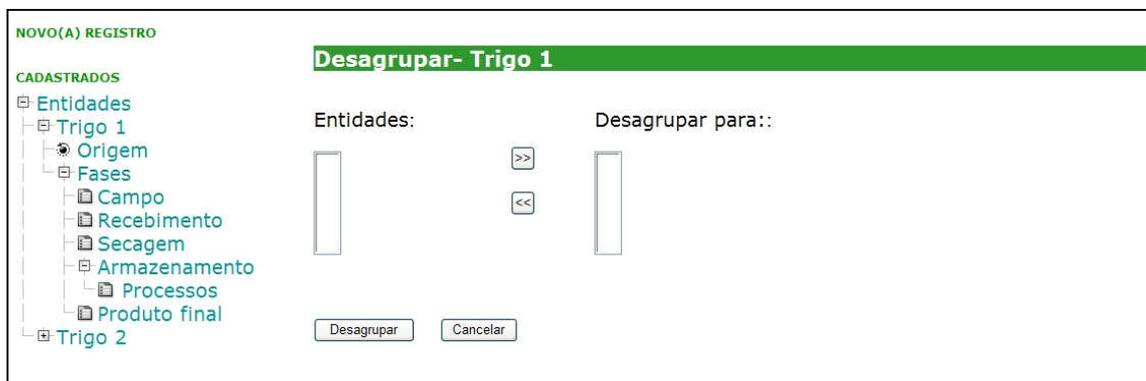 NOVO(A) REGISTRO
CADASTRADOS
Entidades
Trigo 1
Origem
Fases
Campo
Recebimento
Secagem
Armazenamento
Processos
Produto final
Trigo 2
Desagrupar- Trigo 1
Entidades: Desagrupar para::
>>
<<
Desagrupar Cancelar